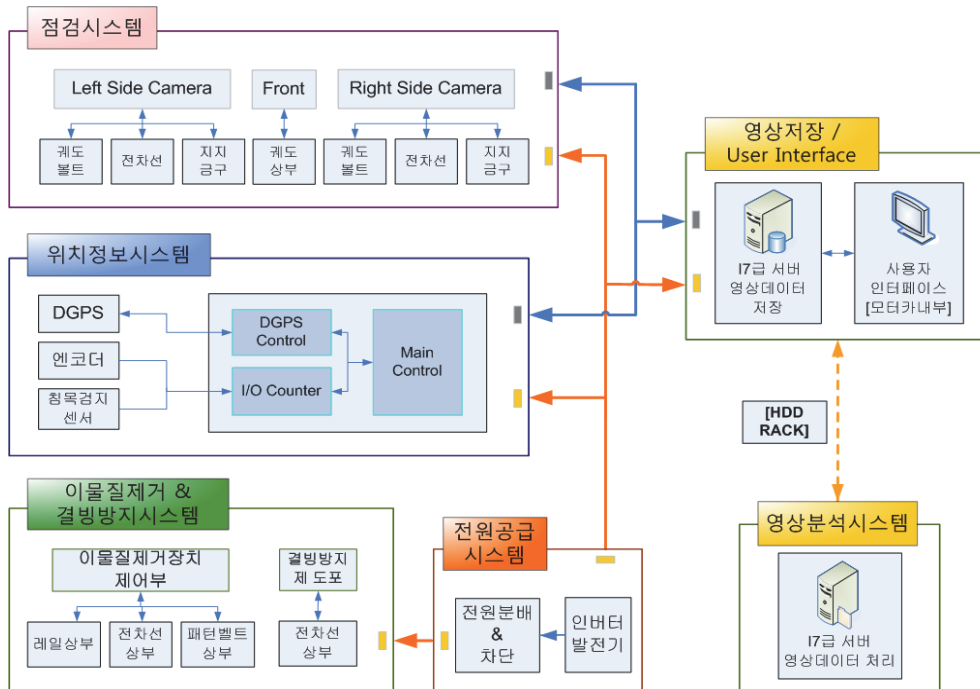 점검시스템
Left Side Camera
Front
Right Side Camera
궤도
볼트
전차선
지지
금구
궤도
상부
궤도
볼트
전차선
지지
금구
영상저장 /
User Interface
I7급 서버
영상데이터
저장
사용자
인터페이스
[모터카내부]
위치정보시스템
DGPS
엔코더
침목검지
센서
DGPS
Control
I/O Counter
Main
Control
[HDD
RACK]
이물질제거 &
결빙방지시스템
이물질제거장치
제어부
결빙방지
제 도포
레일상부
전차선
상부
패턴벨트
상부
전차선
상부
전원공급
시스템
전원분배
&
차단
인버터
발전기
영상분석시스템
I7급 서버
영상데이터 처리